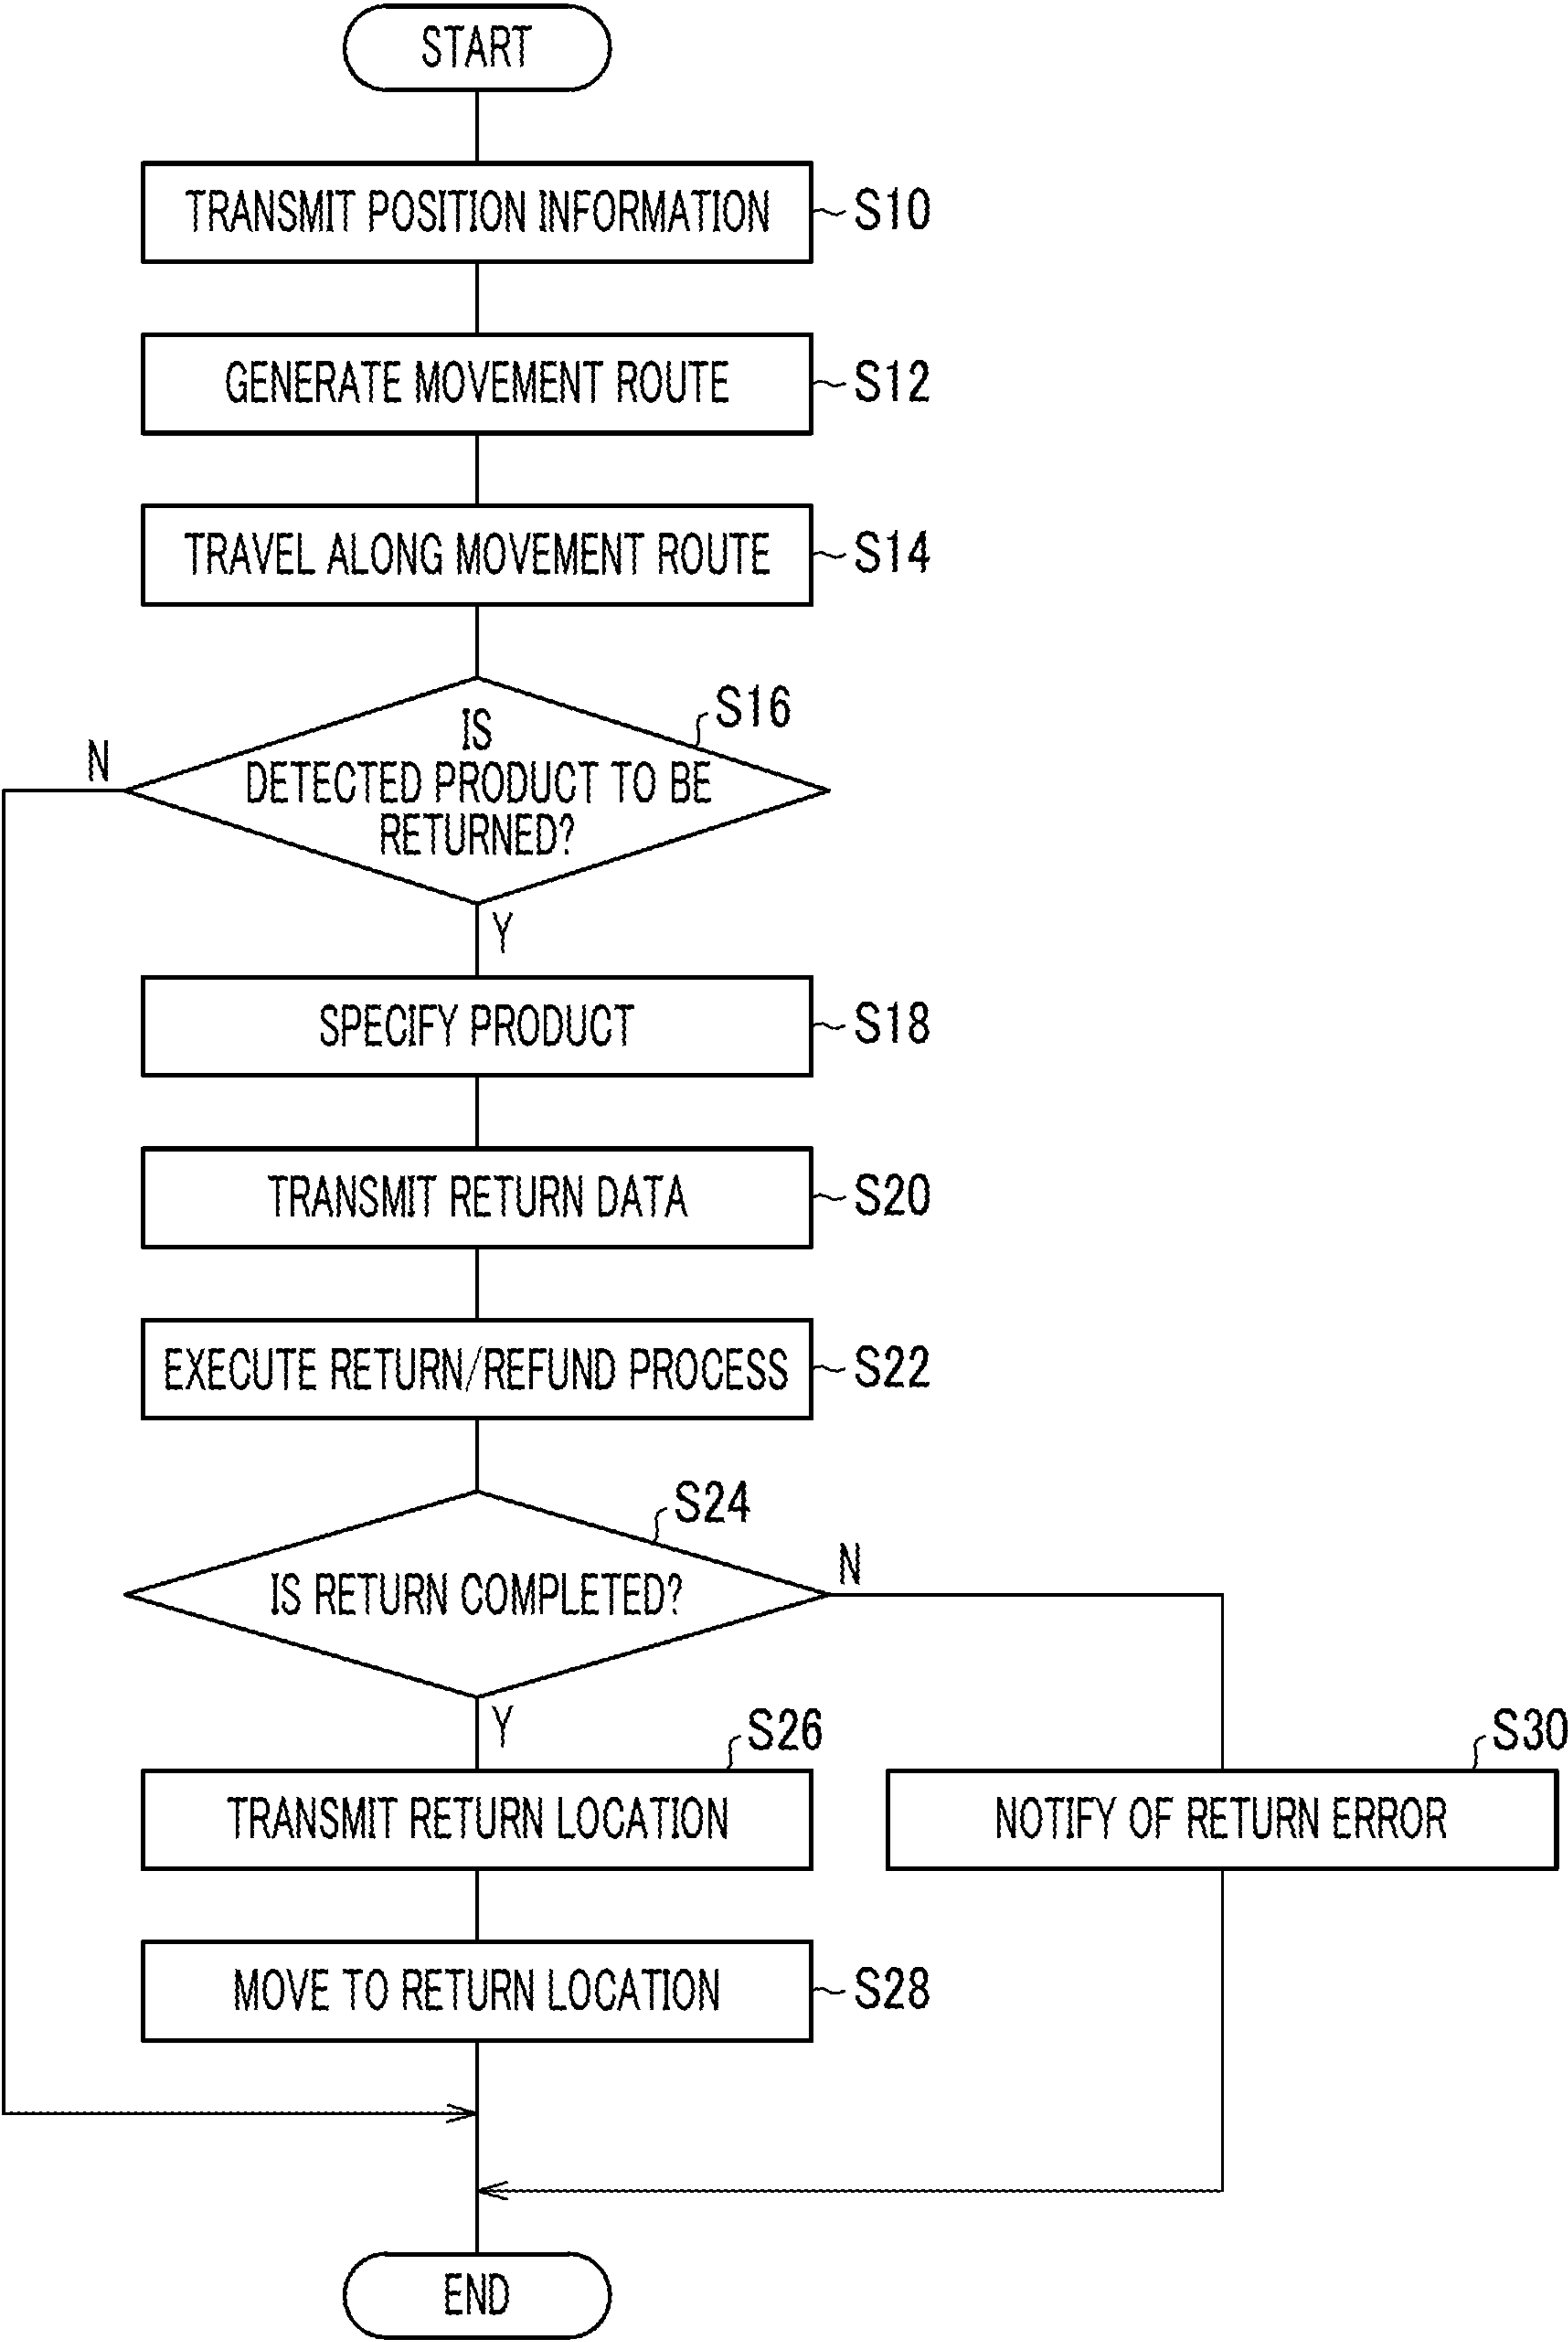 START
TRANSMIT POSITION INFORMATION
S10
GENERATE MOVEMENT ROUTE
S12
TRAVEL ALONG MOVEMENT ROUTE
S14
S16
N
IS
DETECTED PRODUCT TO BE
RETURNED?
Y
SPECIFY PRODUCT
S18
TRANSMIT RETURN DATA
S20
EXECUTE RETURN/REFUND PROCESS
S22
S24
IS RETURN COMPLETED?
N
Y
S26
TRANSMIT RETURN LOCATION
S30
NOTIFY OF RETURN ERROR
MOVE TO RETURN LOCATION
S28
END